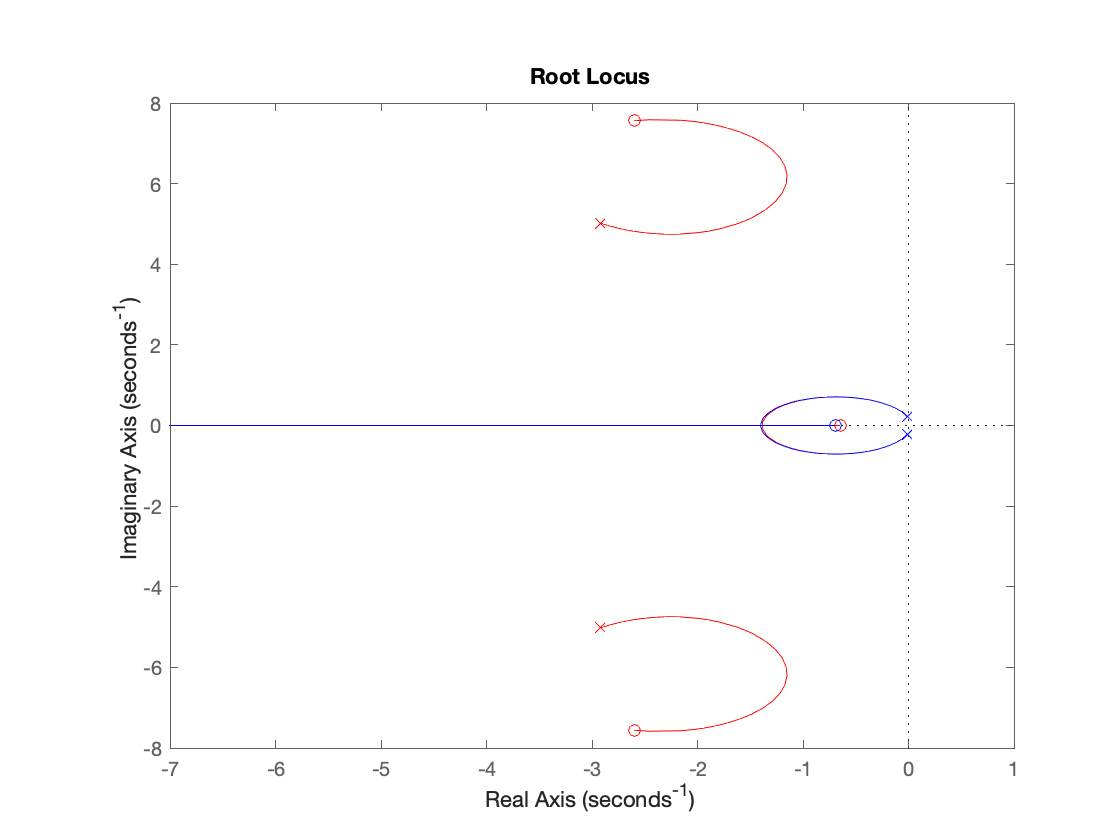 Root Locus
8
6
4
2
0
-2
-4
-6
-8
Imaginary Axis (seconds⁻¹)
-7 -6 -5 -4 -3 -2 -1 0 1
Real Axis (seconds⁻¹)